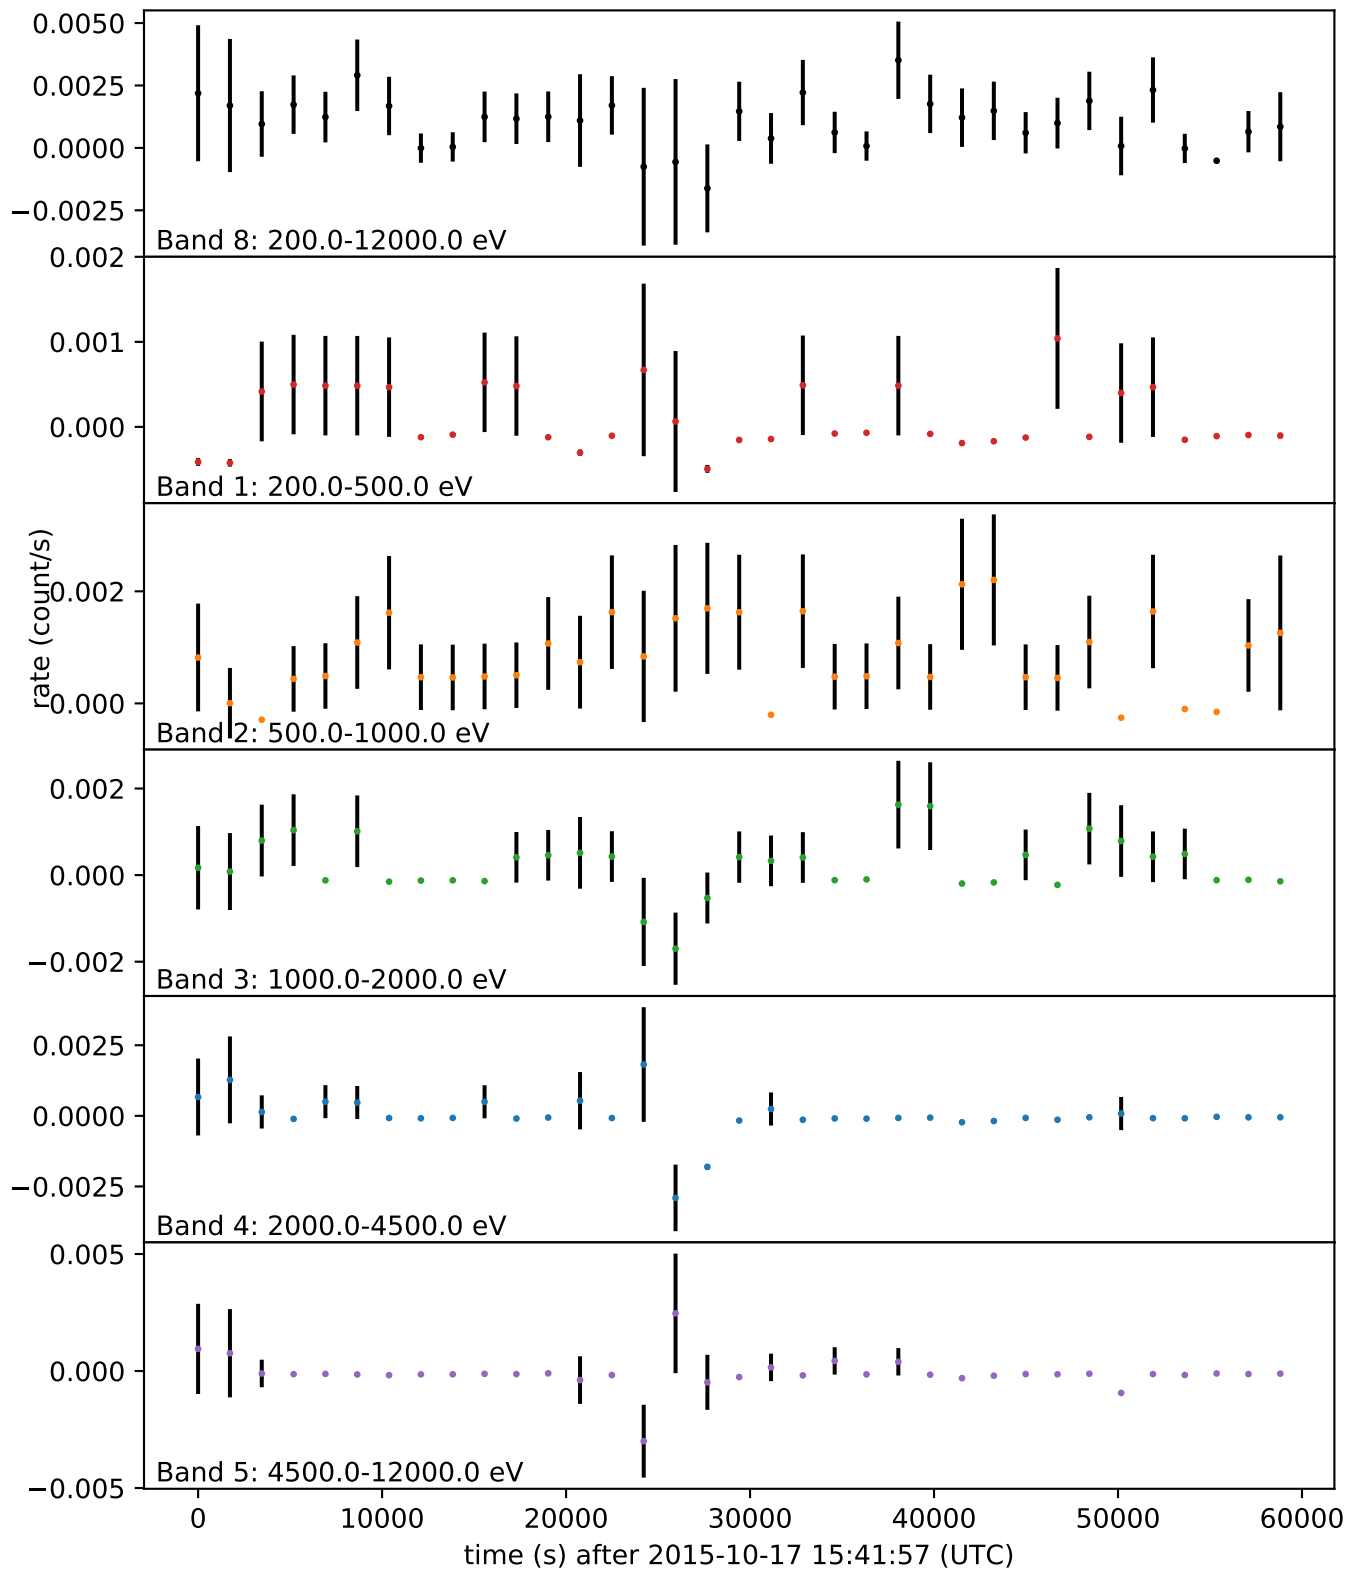 0.0050
0.0025
0.0000
−0.0025
Band 8: 200.0-12000.0 eV
0.002
0.001
0.000
Band 1: 200.0-500.0 eV
rate (count/s)
0.002
0.000
Band 2: 500.0-1000.0 eV
0.002
0.000
−0.002
Band 3: 1000.0-2000.0 eV
0.0025
0.0000
−0.0025
Band 4: 2000.0-4500.0 eV
0.005
0.000
−0.005
Band 5: 4500.0-12000.0 eV
0 10000 20000 30000 40000 50000 60000
time (s) after 2015-10-17 15:41:57 (UTC)